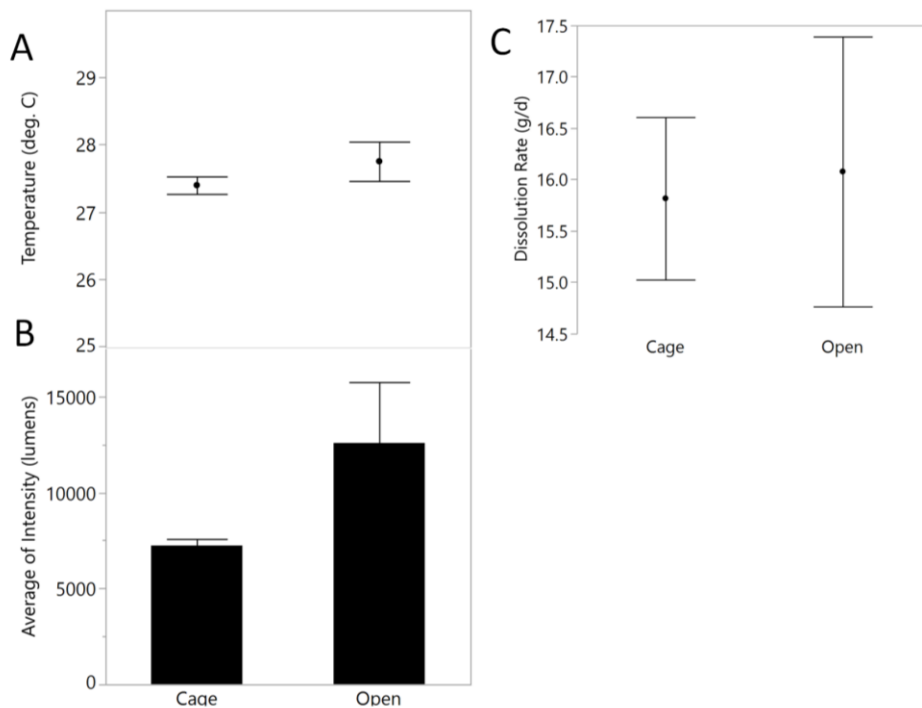 A
Temperature (deg. C)
29
28
27
26
25
B
Average of Intensity (lumens)
15000
10000
5000
0
Cage Open
C
Dissolution Rate (g/d)
17.5
17.0
16.5
16.0
15.5
15.0
14.5
Cage Open